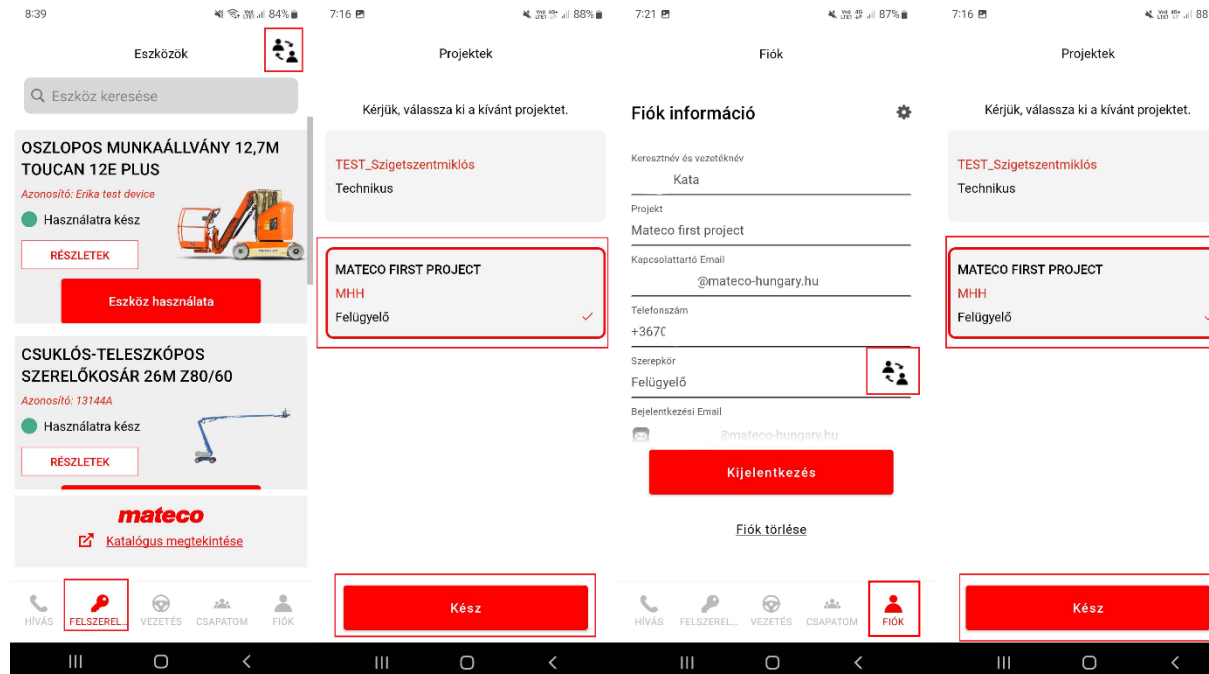 8:39
84%
Eszközök
Eszköz keresése
OSZLOPOS MUNKAÁLLVÁNY 12,7M
TOUCAN 12E PLUS
Azonosító: Erika test device
Használatra kész
RÉSZLETEK
Eszköz használata
CSUKLÓS-TELESZKÓPOS
SZERELŐKOSÁR 26M Z80/60
Azonosító: 13144A
Használatra kész
RÉSZLETEK
mateco
Katalógus megtekintése
HÍVÁS FELSZEREL... VEZETÉS CSAPATOM FIÓK
7:16
88%
Projektek
Kérjük, válassza ki a kívánt projektet.
TEST_Szigetszentmiklós
Technikus
MATECO FIRST PROJECT
MHH
Felügyelő
Kész
7:21
87%
Fiók
Fiók információ
Keresztnév és vezetéknév
Kata
Projekt
Mateco first project
Kapcsolattartó Email
@mateco-hungary.hu
Telefonszám
+3670
Szerepkör
Felügyelő
Bejelentkezési Email
@mateco-hungary.hu
Kijelentkezés
Fiók törlése
HÍVÁS FELSZEREL... VEZETÉS CSAPATOM FIÓK
7:16
88
Projektek
Kérjük, válassza ki a kívánt projektet.
TEST_Szigetszentmiklós
Technikus
MATECO FIRST PROJECT
MHH
Felügyelő
Kész